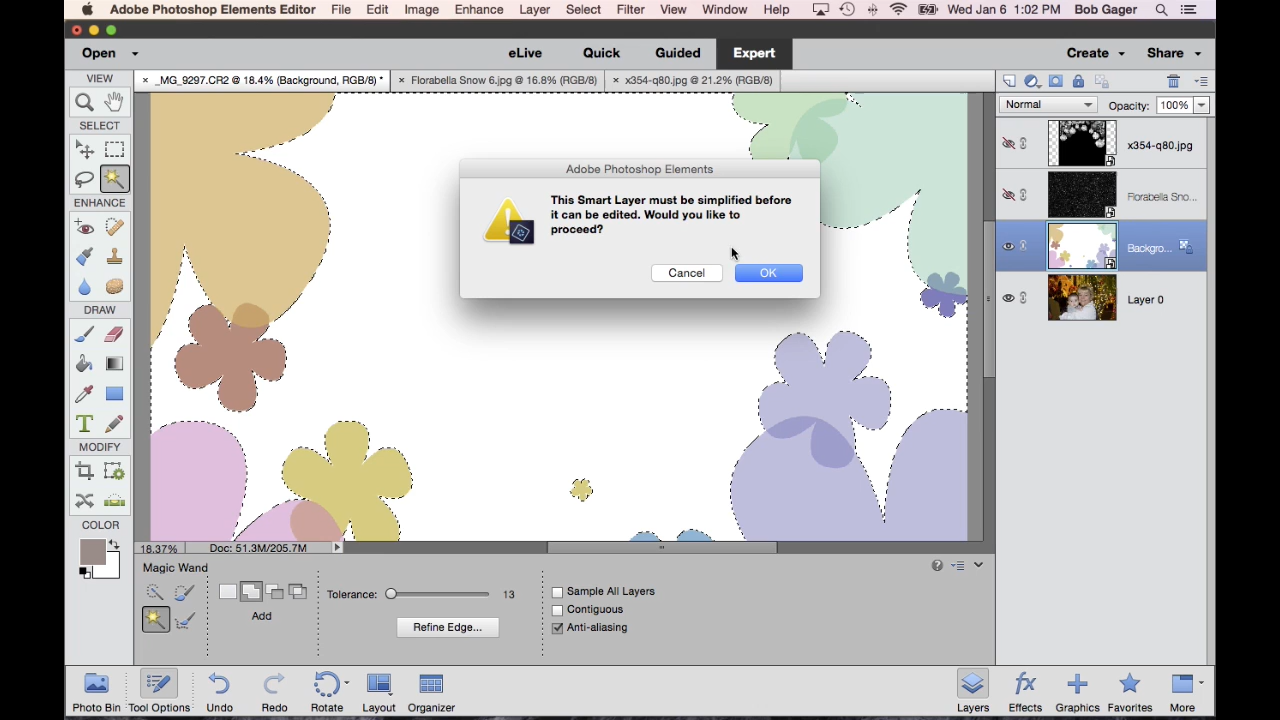 Adobe Photoshop Elements Editor File Edit Image Enhance Layer Select Filter View Window Help Wed Jan 6 1:02 PM Bob Gager
Open eLive Quick Guided Expert Create Share
VIEW
× _MG_9297.CR2 @ 18.4% (Background, RGB/8) * × Florabella Snow 6.jpg @ 16.8% (RGB/8) × x354-q80.jpg @ 21.2% (RGB/8)
Normal Opacity: 100%
SELECT
x354-q80.jpg
Florabella Sno...
Backgro...
Layer 0
ENHANCE
DRAW
T
MODIFY
COLOR
Adobe Photoshop Elements
This Smart Layer must be simplified before
it can be edited. Would you like to
proceed?
Cancel OK
18.37% Doc: 51.3M/205.7M
Magic Wand
Add
Tolerance: 13
Refine Edge...
Sample All Layers
Contiguous
Anti-aliasing
Photo Bin Tool Options Undo Redo Rotate Layout Organizer Layers Effects Graphics Favorites More